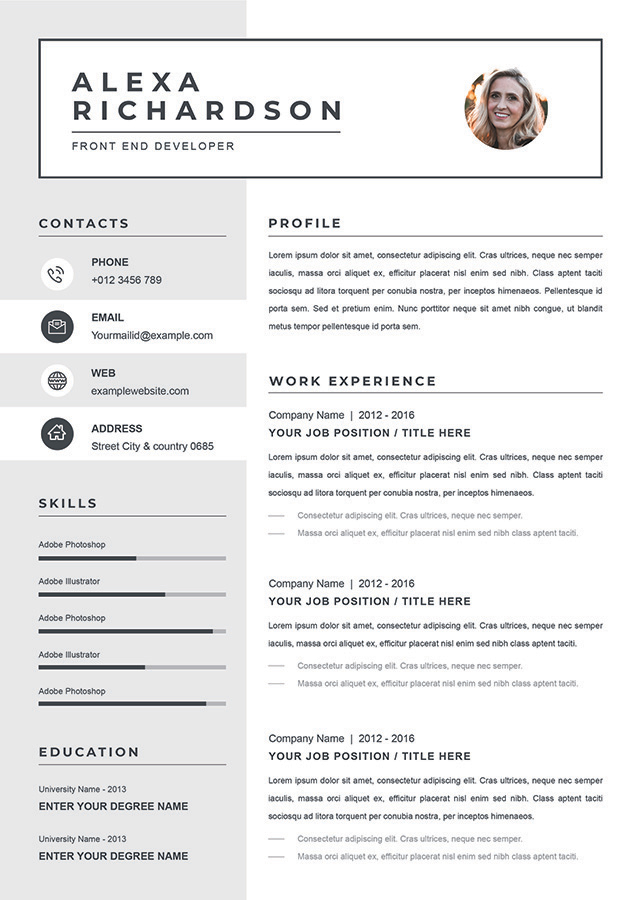 ALEXA
RICHARDSON
FRONT END DEVELOPER
CONTACTS
PHONE
+012 3456 789
EMAIL
Yourmailid@example.com
WEB
examplewebsite.com
ADDRESS
Street City & country 0685
SKILLS
Adobe Photoshop
Adobe Illustrator
Adobe Photoshop
Adobe Illustrator
Adobe Photoshop
EDUCATION
University Name - 2013
ENTER YOUR DEGREE NAME
University Name - 2013
ENTER YOUR DEGREE NAME
PROFILE
Lorem ipsum dolor sit amet, consectetur adipiscing elit. Cras ultrices, neque nec semper
iaculis, massa orci aliquet ex, efficitur placerat nisl enim sed nibh. Class aptent taciti
sociosqu ad litora torquent per conubia nostra, per inceptos himenaeos. Pellentesque id
porta sem. Sed et pretium enim. Nunc porttitor neque sit amet nibh congue, ut blandit
metus tempor pellentesque id porta sem.
WORK EXPERIENCE
Company Name | 2012 - 2016
YOUR JOB POSITION / TITLE HERE
Lorem ipsum dolor sit amet, consectetur adipiscing elit. Cras ultrices, neque nec semper
iaculis, massa orci aliquet ex, efficitur placerat nisl enim sed nibh. Class aptent taciti
sociosqu ad litora torquent per conubia nostra, per inceptos himenaeos.
Consectetur adipiscing elit. Cras ultrices, neque nec semper.
Massa orci aliquet ex, efficitur placerat nisl enim sed nibh class aptent taciti.
Company Name | 2012 - 2016
YOUR JOB POSITION / TITLE HERE
Lorem ipsum dolor sit amet, consectetur adipiscing elit. Cras ultrices, neque nec semper
iaculis, massa orci aliquet ex, efficitur placerat nisl enim sed nibh. Class aptent taciti.
Consectetur adipiscing elit. Cras ultrices, neque nec semper.
Massa orci aliquet ex, efficitur placerat nisl enim sed nibh class aptent taciti.
Company Name | 2012 - 2016
YOUR JOB POSITION / TITLE HERE
Lorem ipsum dolor sit amet, consectetur adipiscing elit. Cras ultrices, neque nec semper
iaculis, massa orci aliquet ex, efficitur placerat nisl enim sed nibh. Class aptent taciti
sociosqu ad litora torquent per conubia nostra, per inceptos himenaeos.
Consectetur adipiscing elit. Cras ultrices, neque nec semper.
Massa orci aliquet ex, efficitur placerat nisl enim sed nibh class aptent taciti.